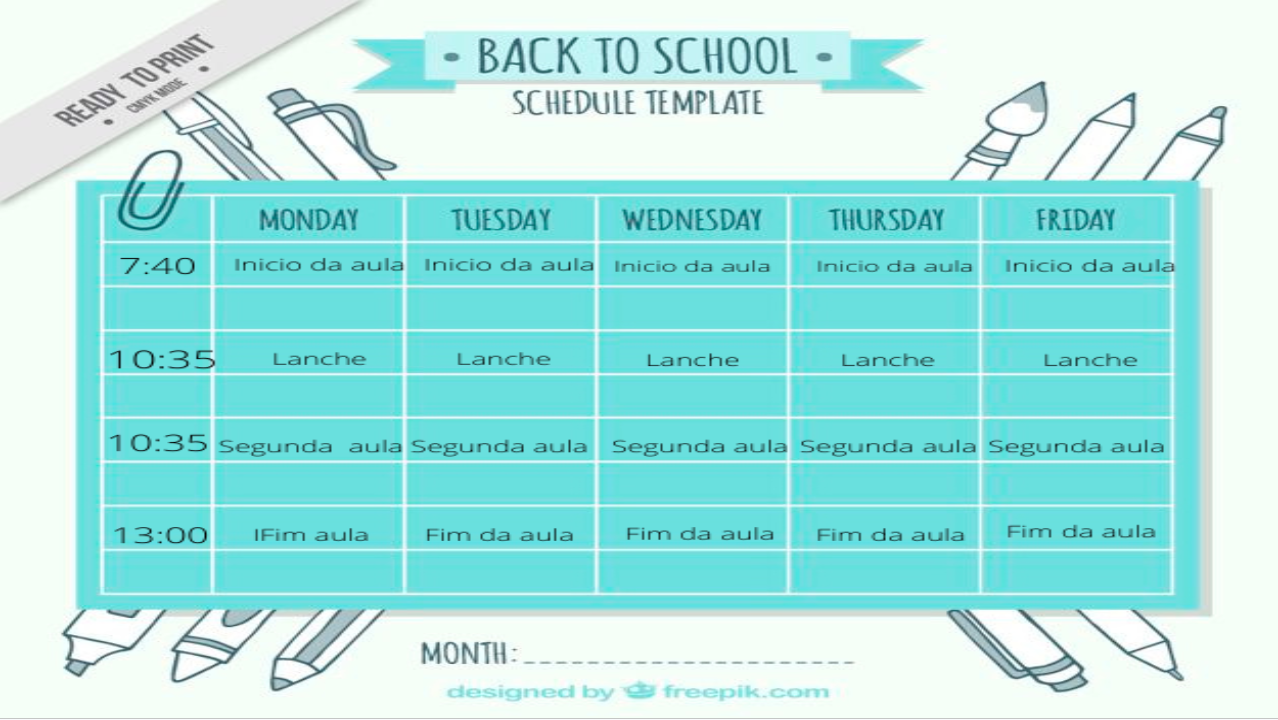 READY TO PRINT
• CMYK MODE •
• BACK TO SCHOOL •
SCHEDULE TEMPLATE
MONDAY TUESDAY WEDNESDAY THURSDAY FRIDAY
7:40 Inicio da aula Inicio da aula Inicio da aula Inicio da aula Inicio da aula
10:35 Lanche Lanche Lanche Lanche Lanche
10:35 Segunda aula Segunda aula Segunda aula Segunda aula Segunda aula
13:00 lFim aula Fim da aula Fim da aula Fim da aula Fim da aula
MONTH:_____________________
designed by freepik.com